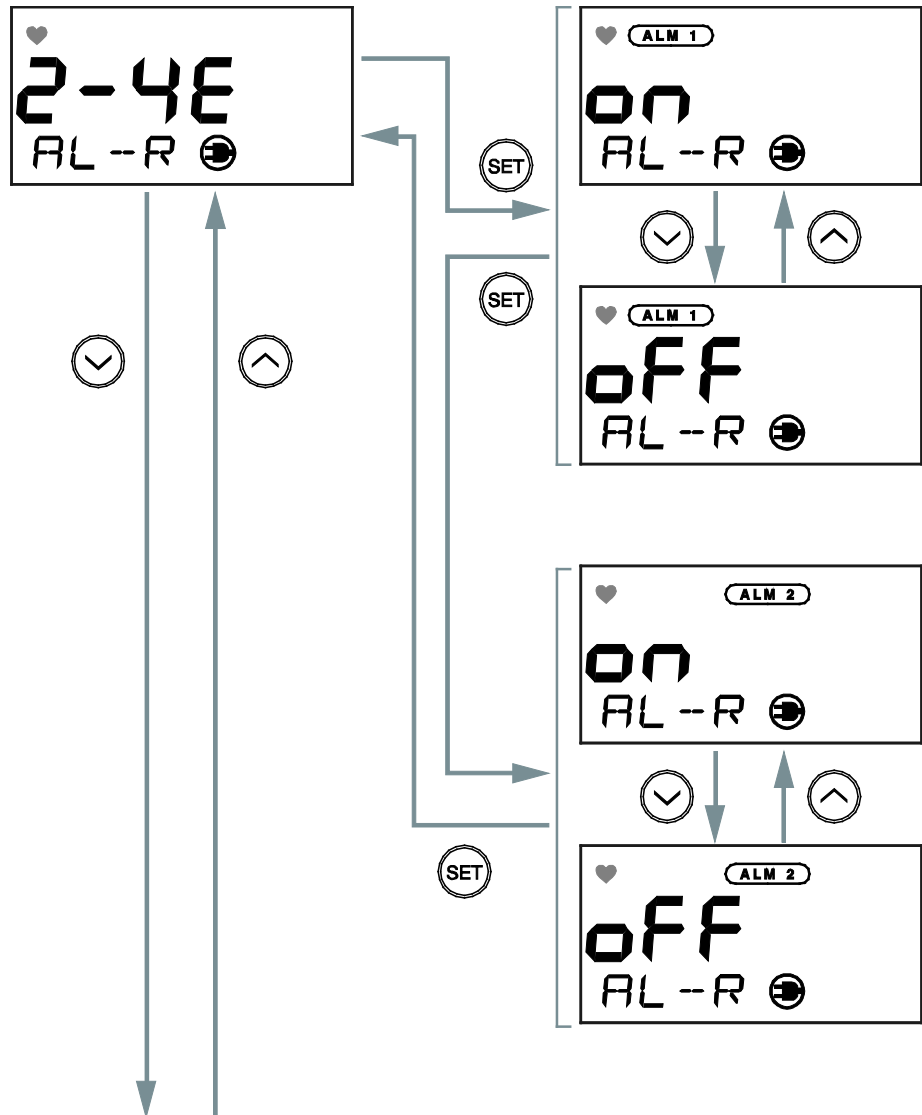 2-4E
AL--R
SET
ALM 1
on
AL--R
SET
ALM 1
oFF
AL--R
ALM 2
on
AL--R
SET
ALM 2
oFF
AL--R